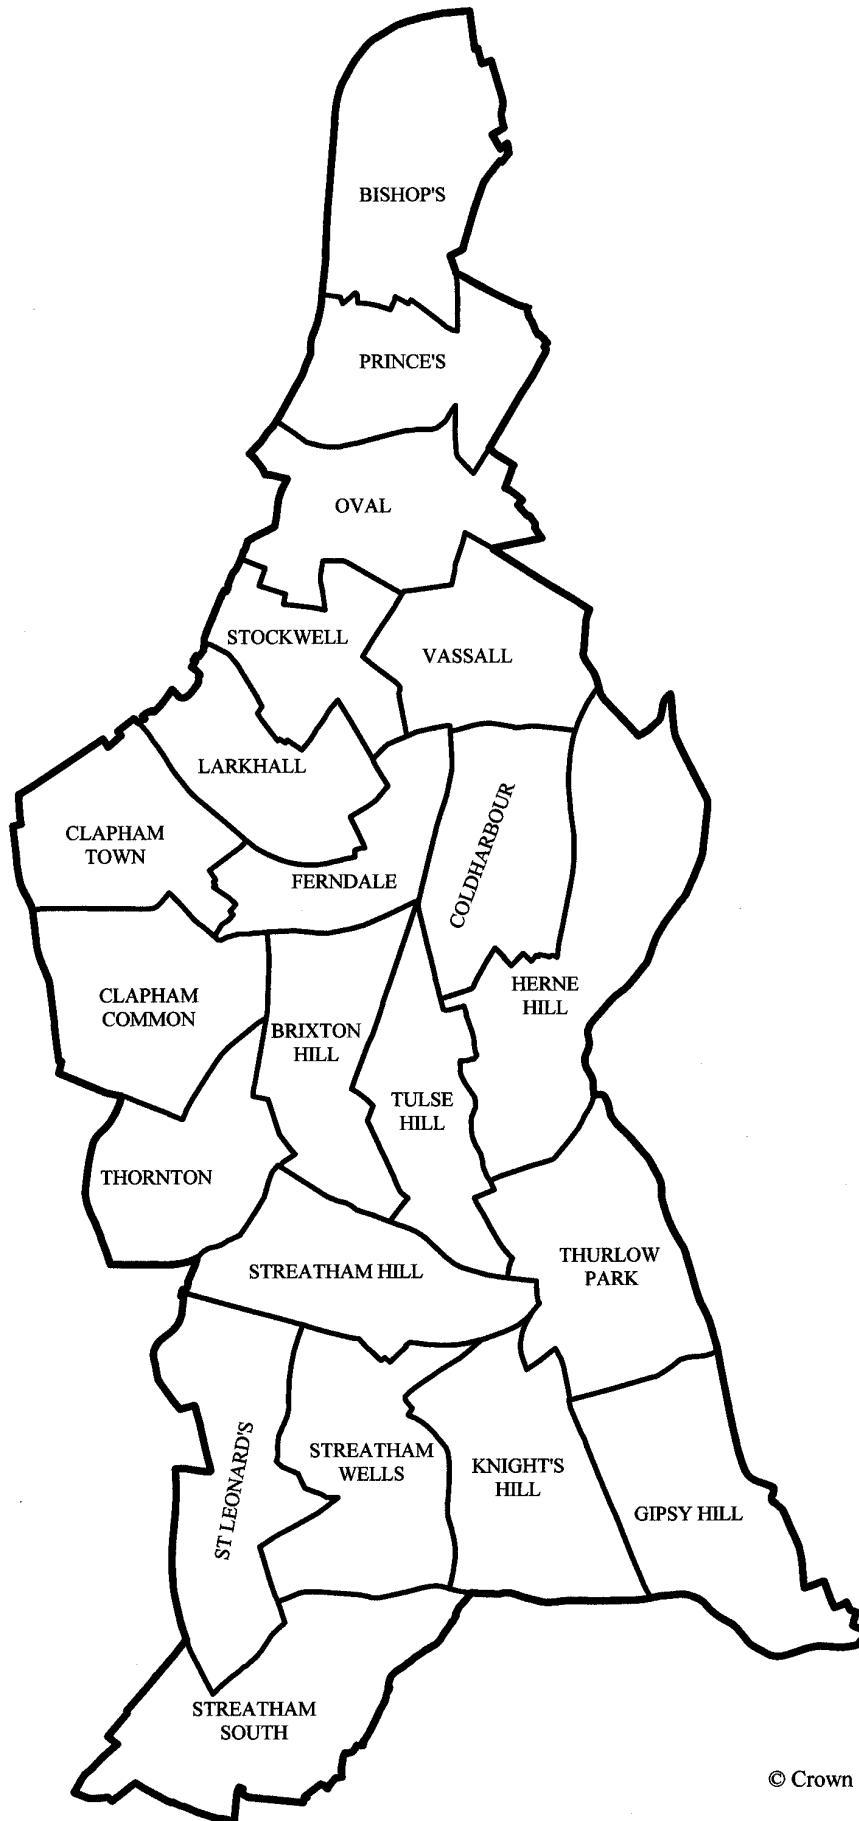 BISHOP'S
PRINCE'S
OVAL
STOCKWELL
VASSALL
LARKHALL
CLAPHAM
TOWN
COLDHARBOUR
FERNDALE
CLAPHAM
COMMON
HERNE
HILL
BRIXTON
HILL
TULSE
HILL
THORNTON
STREATHAM HILL
THURLOW
PARK
ST LEONARD'S
STREATHAM
WELLS
KNIGHT'S
HILL
GIPSY HILL
STREATHAM
SOUTH
© Crown